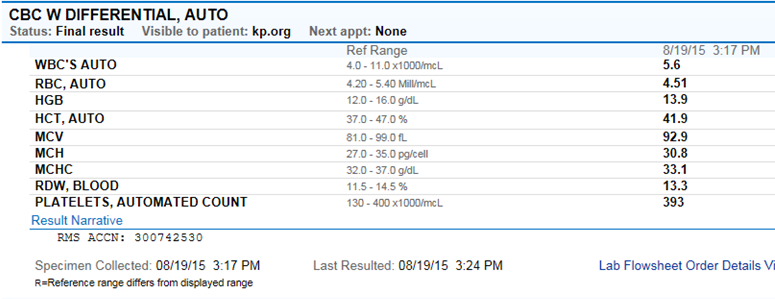 CBC W DIFFERENTIAL, AUTO
Status: Final result Visible to patient: kp.org Next appt: None
Ref Range 8/19/15 3:17 PM
WBC'S AUTO 4.0 - 11.0 x1000/mcL 5.6
RBC, AUTO 4.20 - 5.40 Mill/mcL 4.51
HGB 12.0 - 16.0 g/dL 13.9
HCT, AUTO 37.0 - 47.0 % 41.9
MCV 81.0 - 99.0 fL 92.9
MCH 27.0 - 35.0 pg/cell 30.8
MCHC 32.0 - 37.0 g/dL 33.1
RDW, BLOOD 11.5 - 14.5 % 13.3
PLATELETS, AUTOMATED COUNT 130 - 400 x1000/mcL 393
Result Narrative
RMS ACCN: 300742530
Specimen Collected: 08/19/15 3:17 PM Last Resulted: 08/19/15 3:24 PM Lab Flowsheet Order Details Vi
R=Reference range differs from displayed range